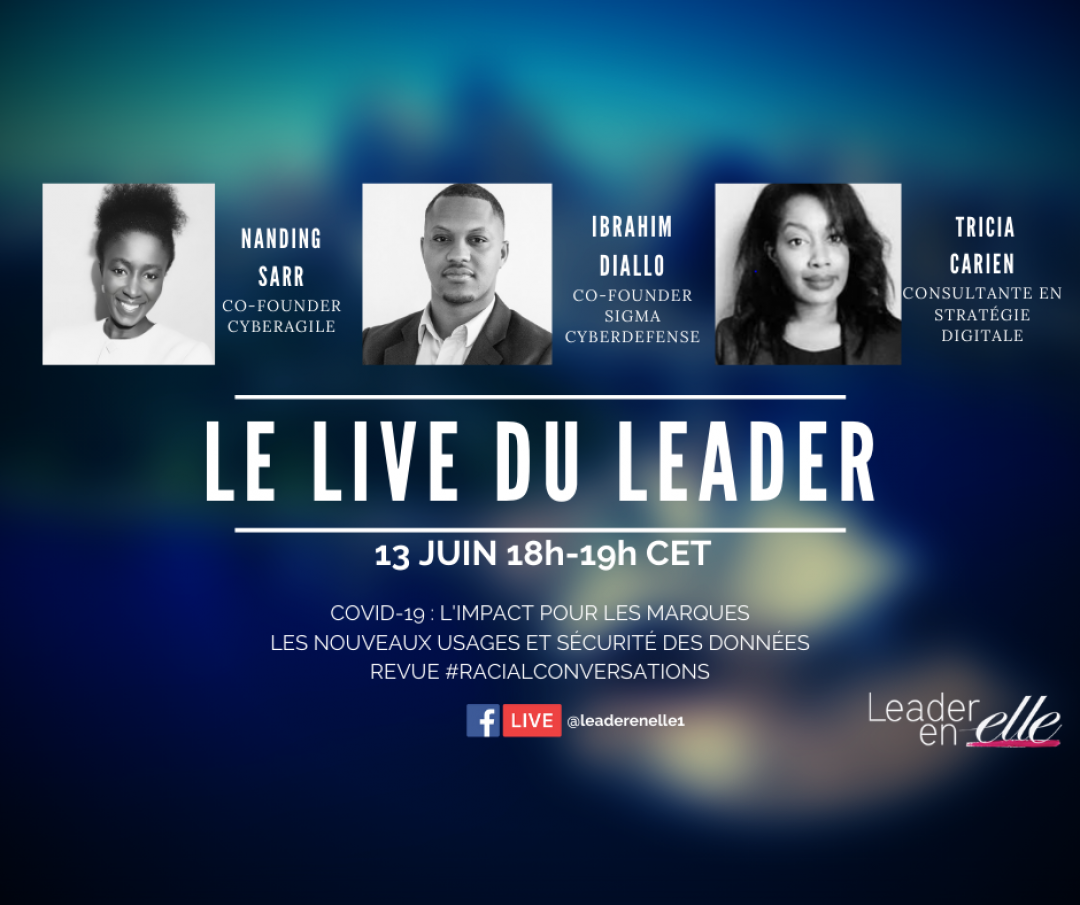 NANDING
SARR
CO-FOUNDER
CYBERAGILE
IBRAHIM
DIALLO
CO-FOUNDER
SIGMA
CYBERDEFENSE
TRICIA
CARIEN
CONSULTANTE EN
STRATÉGIE
DIGITALE
LE LIVE DU LEADER
13 JUIN 18h-19h CET
COVID-19 : L'IMPACT POUR LES MARQUES
LES NOUVEAUX USAGES ET SÉCURITÉ DES DONNÉES
REVUE #RACIALCONVERSATIONS
f LIVE @leaderenelle1
Leader
en elle